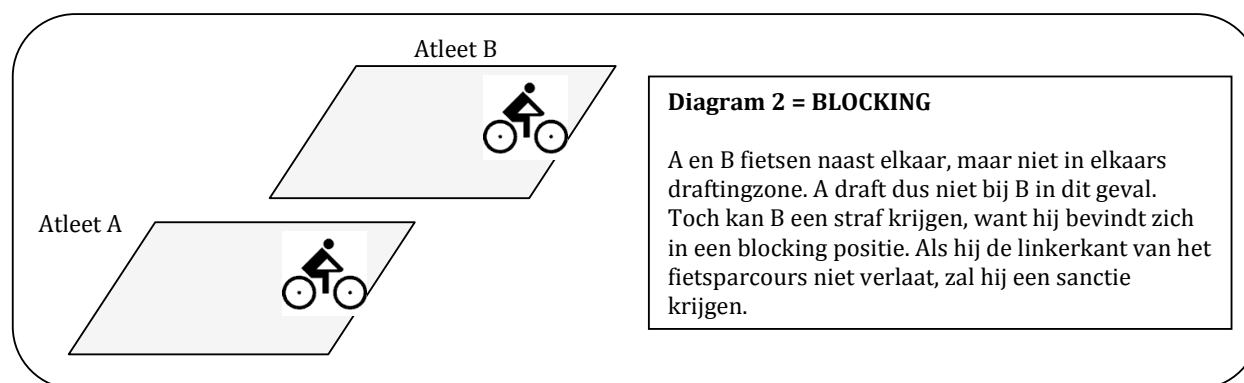 Atleet B
Atleet A
Diagram 2 = BLOCKING
A en B fietsen naast elkaar, maar niet in elkaars
draftingzone. A draft dus niet bij B in dit geval.
Toch kan B een straf krijgen, want hij bevindt zich
in een blocking positie. Als hij de linkerkant van het
fietsparcours niet verlaat, zal hij een sanctie
krijgen.